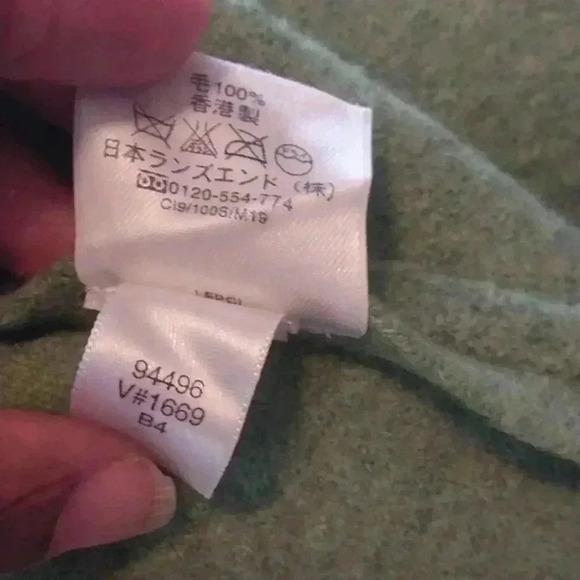 毛100%
香港製
日本ランズエンド(株)
0120-554-774
CI9/100S/M19
94496
V#1669
B4